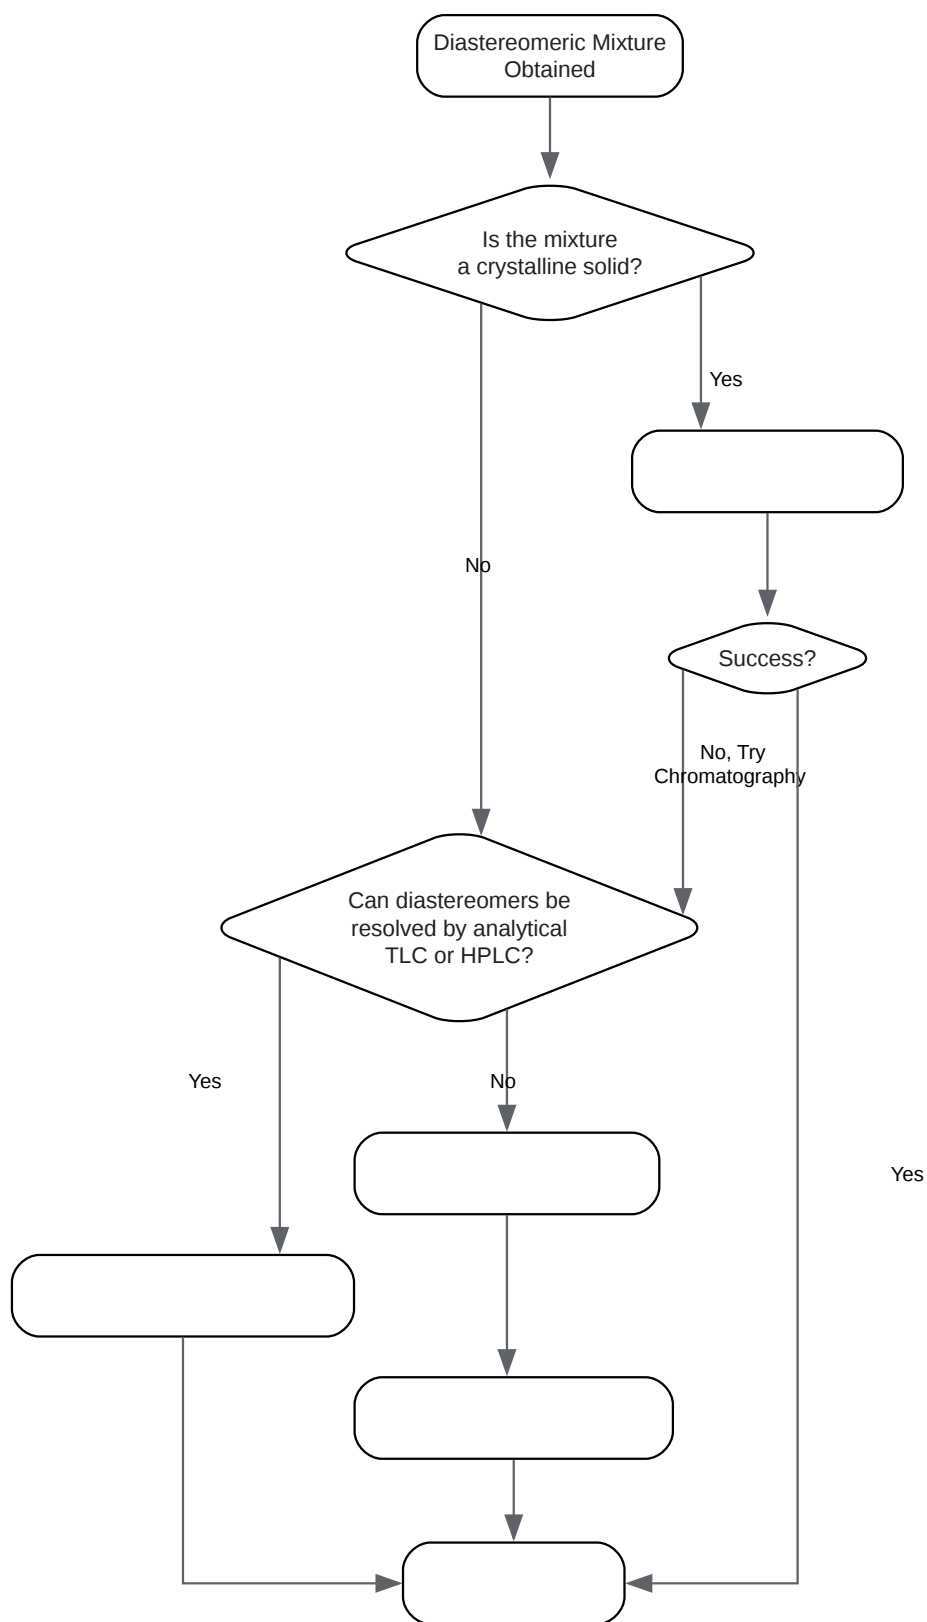 Diastereomeric Mixture
Obtained
Is the mixture
a crystalline solid?
Yes
No
Success?
No, Try
Chromatography
Can diastereomers be
resolved by analytical
TLC or HPLC?
Yes
No
Yes